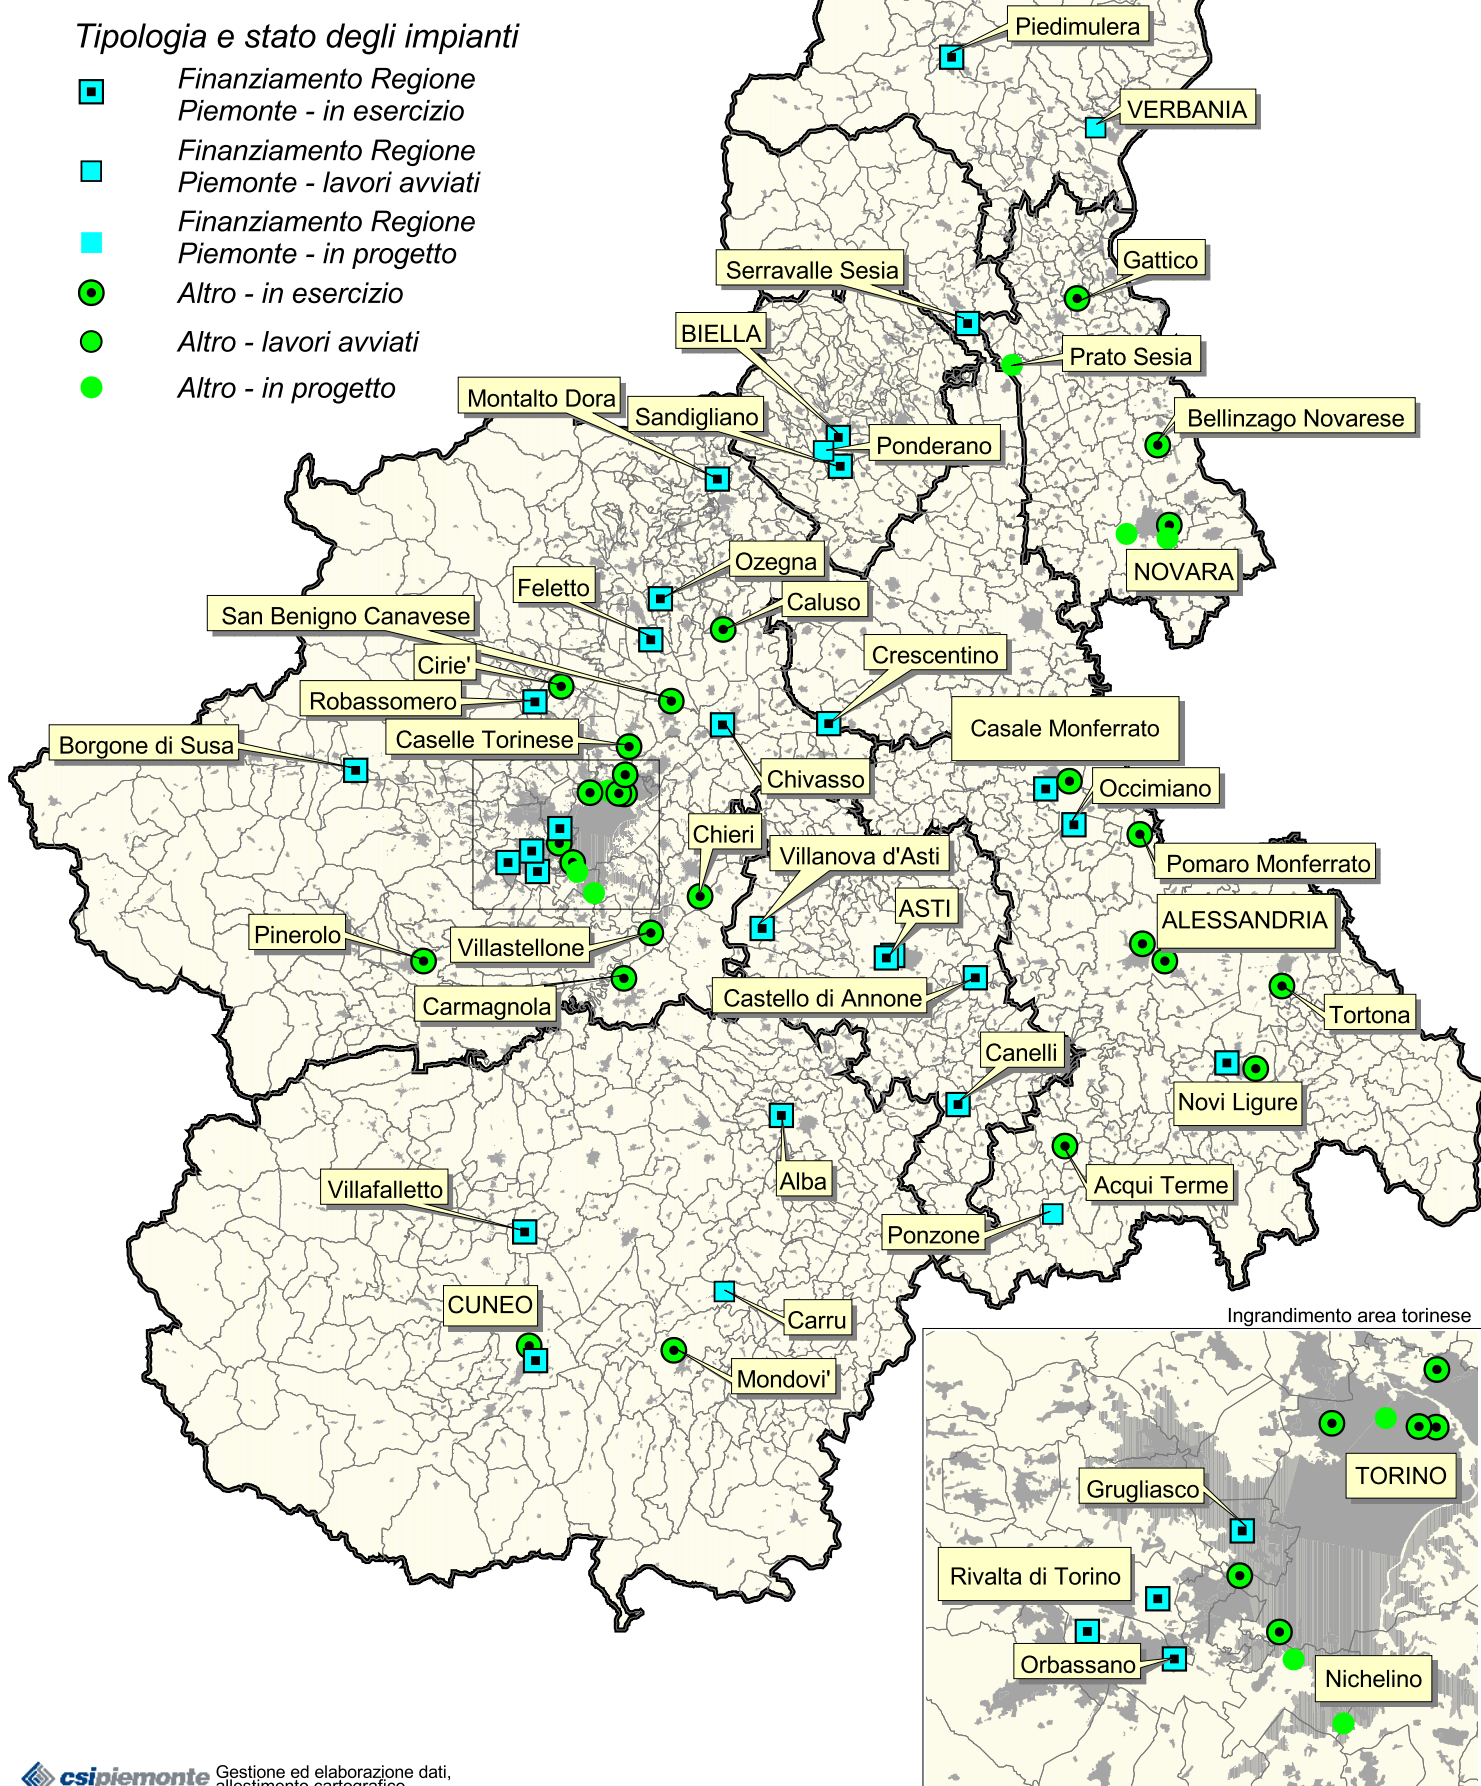 Tipologia e stato degli impianti
Finanziamento Regione
Piemonte - in esercizio
Finanziamento Regione
Piemonte - lavori avviati
Finanziamento Regione
Piemonte - in progetto
Altro - in esercizio
Altro - lavori avviati
Altro - in progetto
Piedimulera
VERBANIA
Gattico
Serravalle Sesia
BIELLA
Prato Sesia
Montalto Dora
Sandigliano
Bellinzago Novarese
Ponderano
Ozegna
NOVARA
Feletto
Caluso
San Benigno Canavese
Crescentino
Cirie'
Robassomero
Casale Monferrato
Caselle Torinese
Borgone di Susa
Chivasso
Occimiano
Chieri
Villanova d'Asti
Pomaro Monferrato
ASTI
ALESSANDRIA
Pinerolo
Villastellone
Castello di Annone
Carmagnola
Tortona
Canelli
Novi Ligure
Alba
Acqui Terme
Villafalletto
Ponzone
CUNEO
Carru
Mondovi'
Ingrandimento area torinese
TORINO
Grugliasco
Rivalta di Torino
Orbassano
Nichelino
csipiemonte
Gestione ed elaborazione dati,
allestimento cartografico